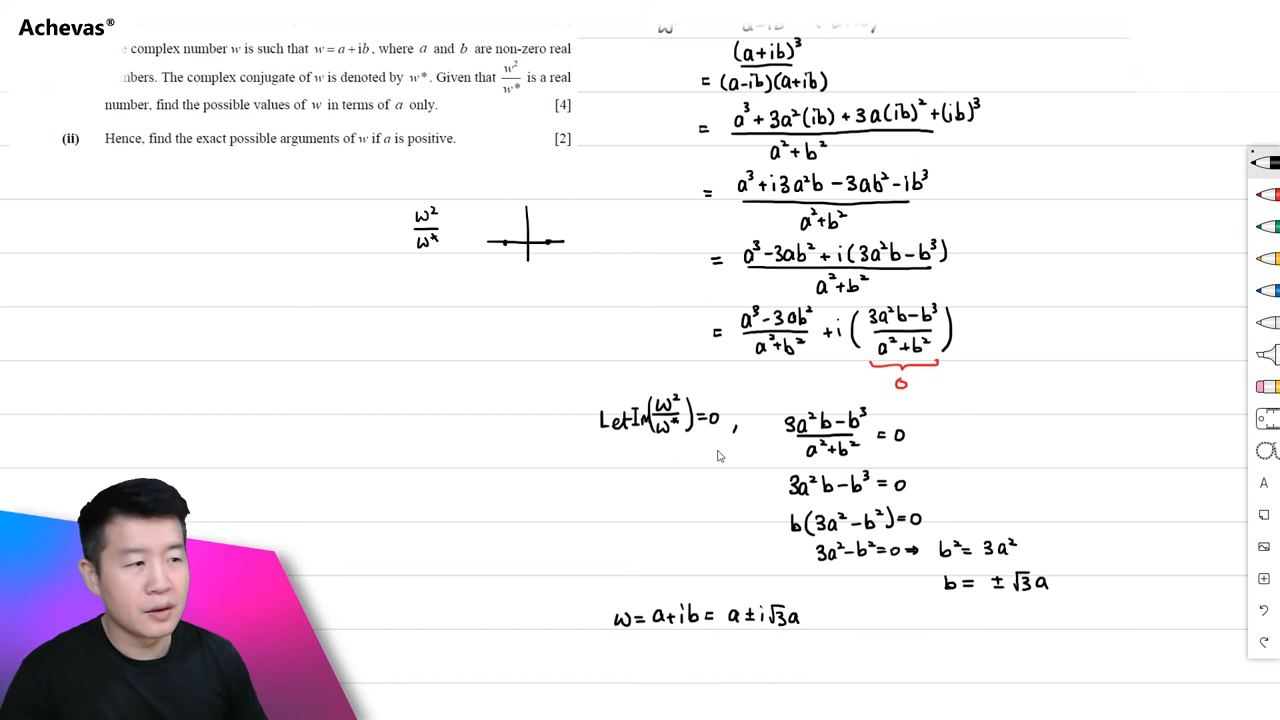 Achevas®
complex number w is such that w = a + ib, where a and b are non-zero real
The complex conjugate of w is denoted by w*. Given that w²/w* is a real
number, find the possible values of w in terms of a only. [4]
(ii) Hence, find the exact possible arguments of w if a is positive. [2]
w²/w*
= (a+ib)³/(a-ib)(a+ib)
= a³ + 3a²(ib) + 3a(ib)² + (ib)³/a²+b²
= a³ + i3a²b - 3ab² - ib³/a²+b²
= a³ - 3ab² + i(3a²b - b³)/a²+b²
= a³ - 3ab²/a²+b² + i(3a²b - b³/a²+b²)
0
Let Im(w²/w*) = 0, 3a²b - b³/a²+b² = 0
3a²b - b³ = 0
b(3a² - b²) = 0
3a² - b² = 0 → b² = 3a²
b = ±√3 a
w = a + ib = a ± i√3a
A